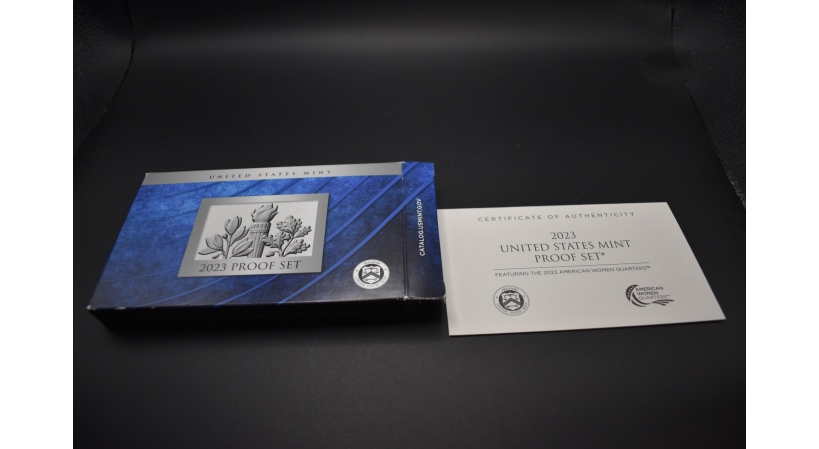 UNITED STATES MINT
2023 PROOF SET
CATALOG.USMINT.GOV
CERTIFICATE OF AUTHENTICITY
2023
UNITED STATES MINT
PROOF SET®
FEATURING THE 2023 AMERICAN WOMEN QUARTERS™
AMERICAN
WOMEN